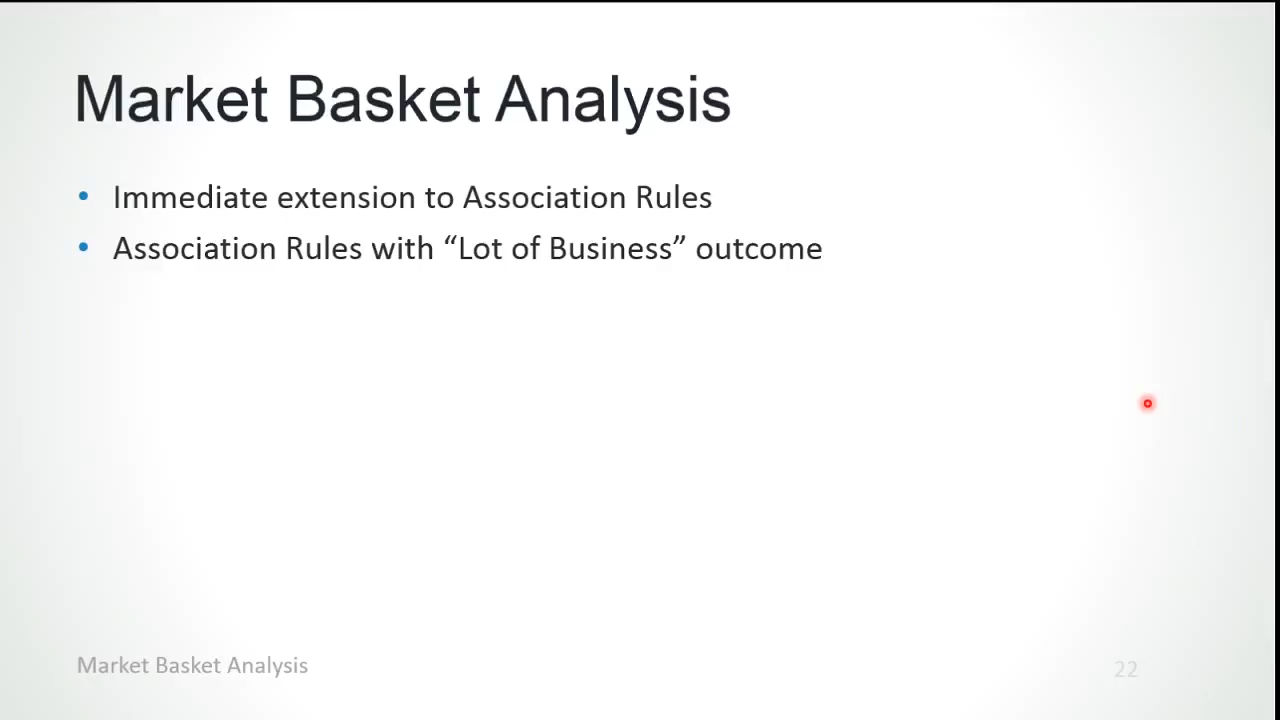 Market Basket Analysis
• Immediate extension to Association Rules
• Association Rules with “Lot of Business” outcome
Market Basket Analysis
22